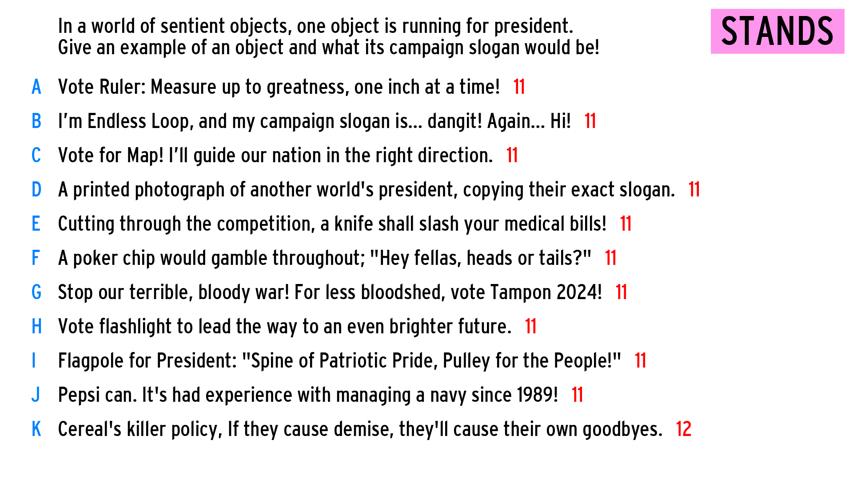 In a world of sentient objects, one object is running for president.
Give an example of an object and what its campaign slogan would be!
STANDS
A Vote Ruler: Measure up to greatness, one inch at a time! 11
B I'm Endless Loop, and my campaign slogan is... dangit! Again... Hi! 11
C Vote for Map! I'll guide our nation in the right direction. 11
D A printed photograph of another world's president, copying their exact slogan. 11
E Cutting through the competition, a knife shall slash your medical bills! 11
F A poker chip would gamble throughout; "Hey fellas, heads or tails?" 11
G Stop our terrible, bloody war! For less bloodshed, vote Tampon 2024! 11
H Vote flashlight to lead the way to an even brighter future. 11
I Flagpole for President: "Spine of Patriotic Pride, Pulley for the People!" 11
J Pepsi can. It's had experience with managing a navy since 1989! 11
K Cereal's killer policy, If they cause demise, they'll cause their own goodbyes. 12